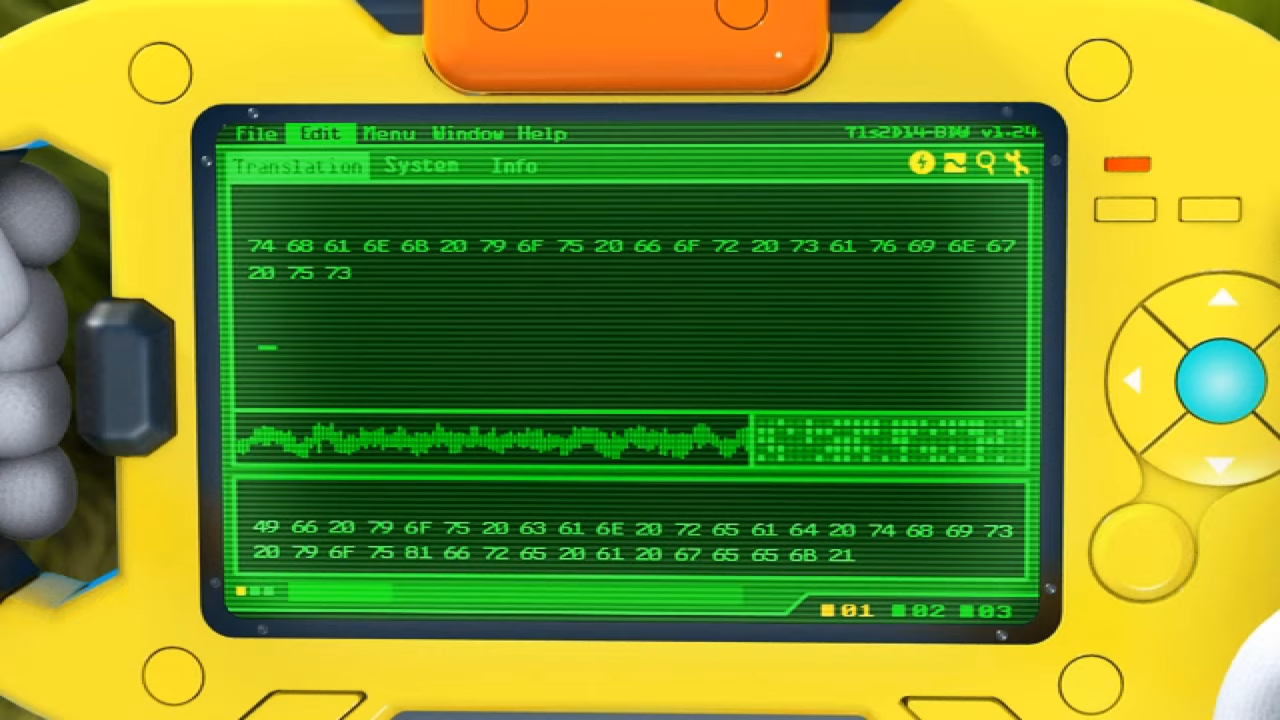 File Edit Menu Window Help T1s2D14-BDW v1.24
Translation System Info
74 68 61 6E 6B 20 79 6F 75 20 66 6F 72 20 73 61 76 69 6E 67
20 75 73
49 66 20 79 6F 75 20 63 61 6E 20 72 65 61 64 20 74 68 69 73
20 79 6F 75 81 66 72 65 20 61 20 67 65 65 6B 21
01 02 03